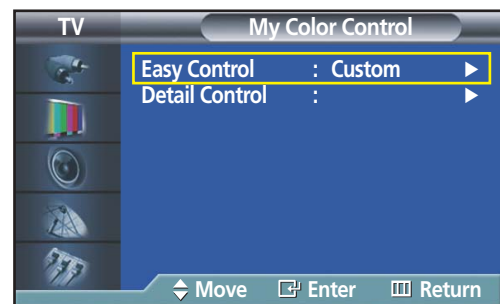 TV
My Color Control
Easy Control : Custom
Detail Control :
Move Enter Return